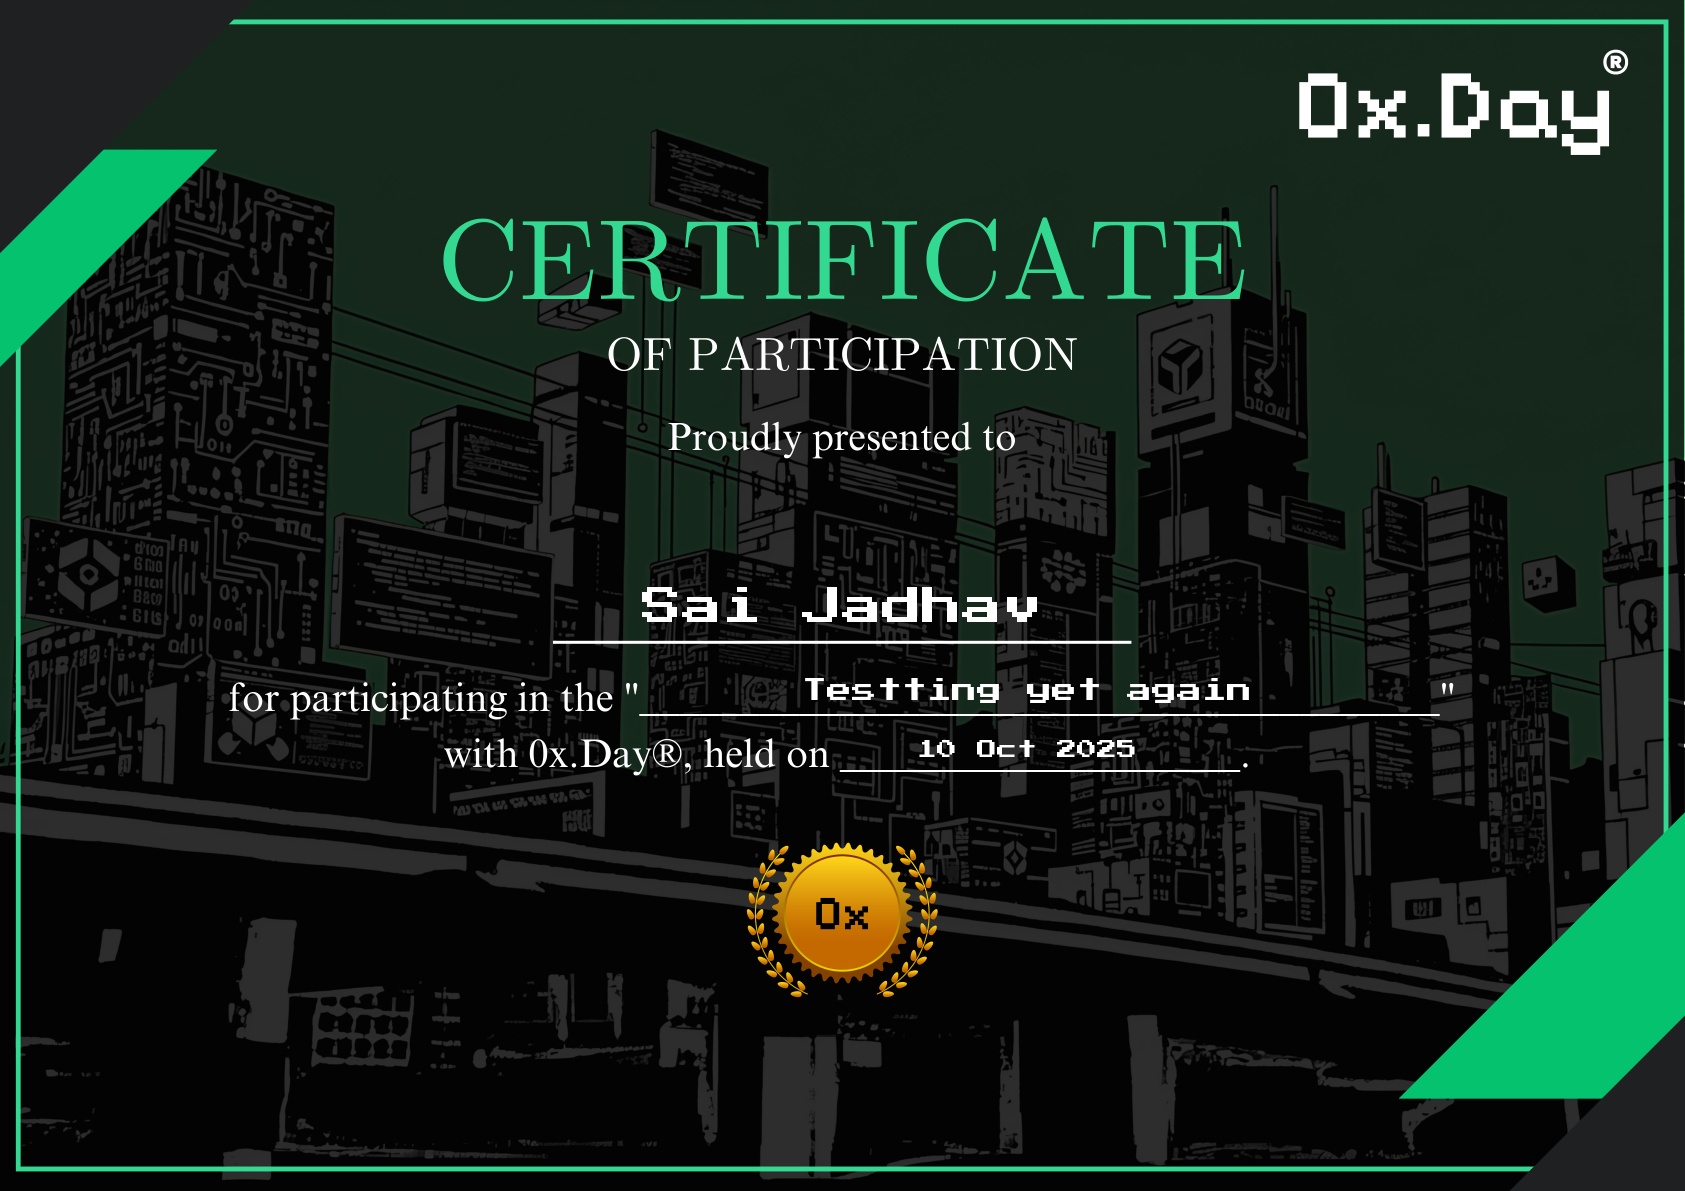 0x.Day®
CERTIFICATE
OF PARTICIPATION
Proudly presented to
Sai Jadhav
for participating in the "Testting yet again"
with 0x.Day®, held on 10 Oct 2025.
0x